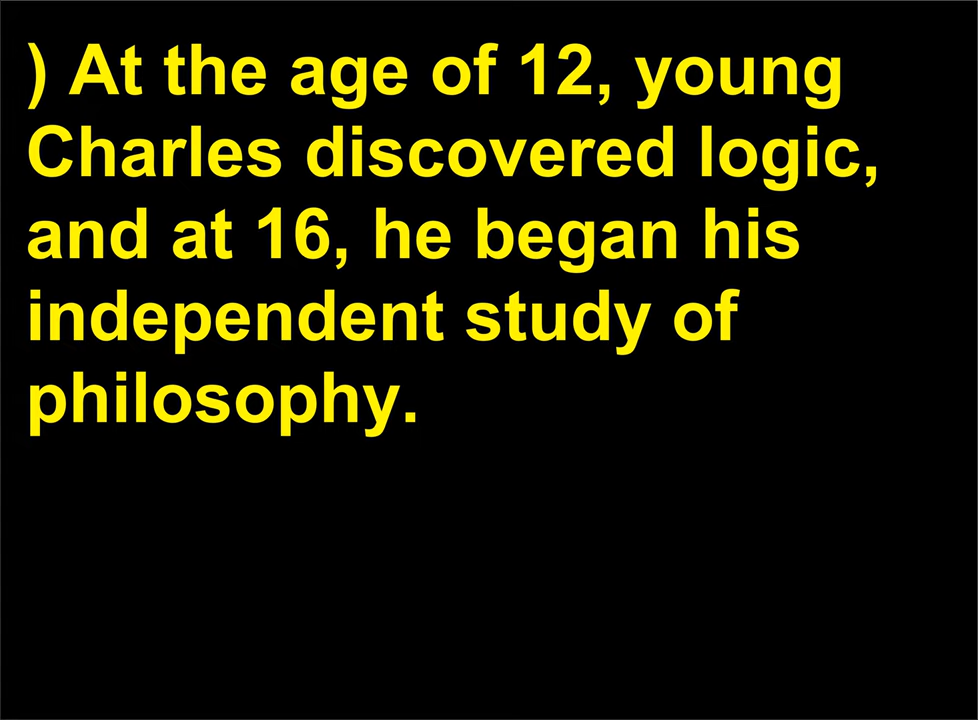 ) At the age of 12, young
Charles discovered logic,
and at 16, he began his
independent study of
philosophy.